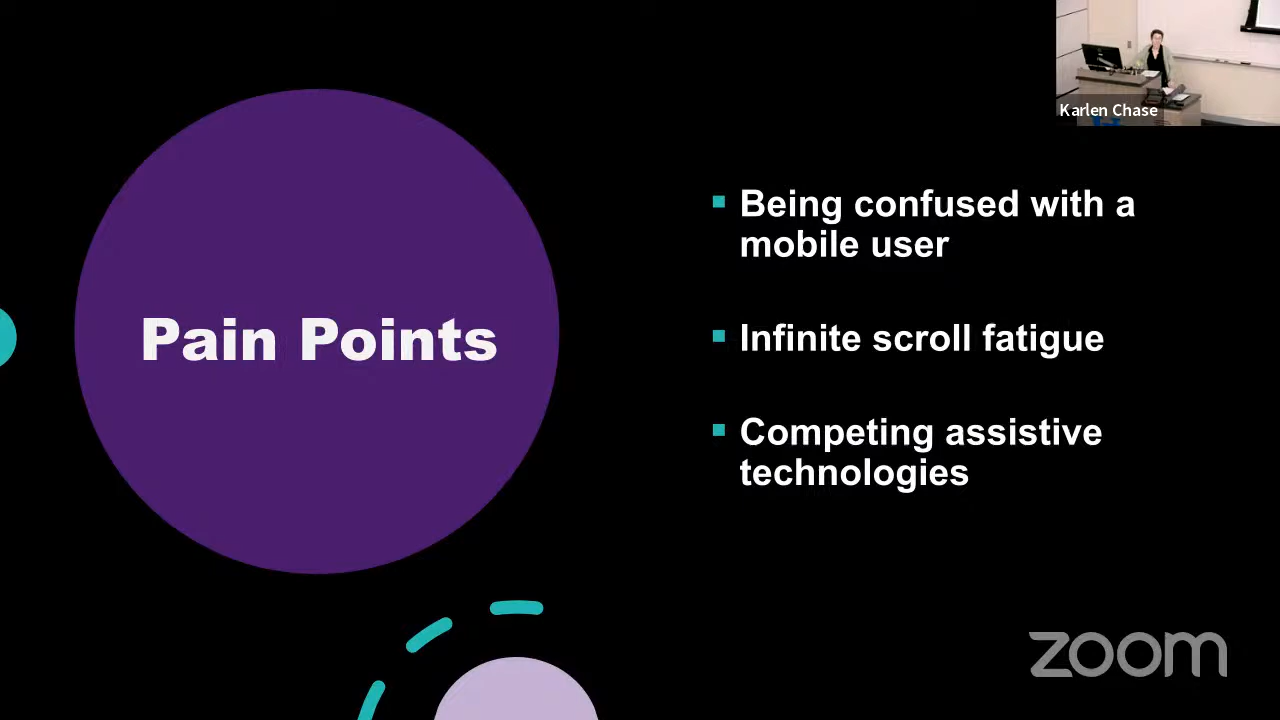 Karlen Chase
Pain Points
Being confused with a
mobile user
Infinite scroll fatigue
Competing assistive
technologies
zoom